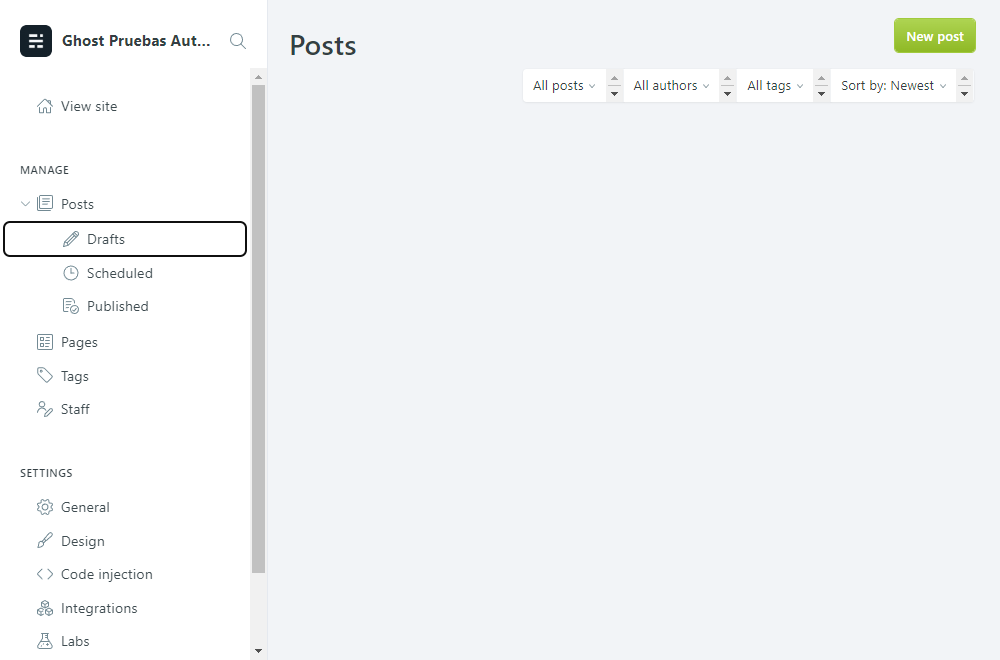 Ghost Pruebas Aut...
View site
MANAGE
Posts
Drafts
Scheduled
Published
Pages
Tags
Staff
SETTINGS
General
Design
Code injection
Integrations
Labs
Posts
New post
All posts
All authors
All tags
Sort by: Newest